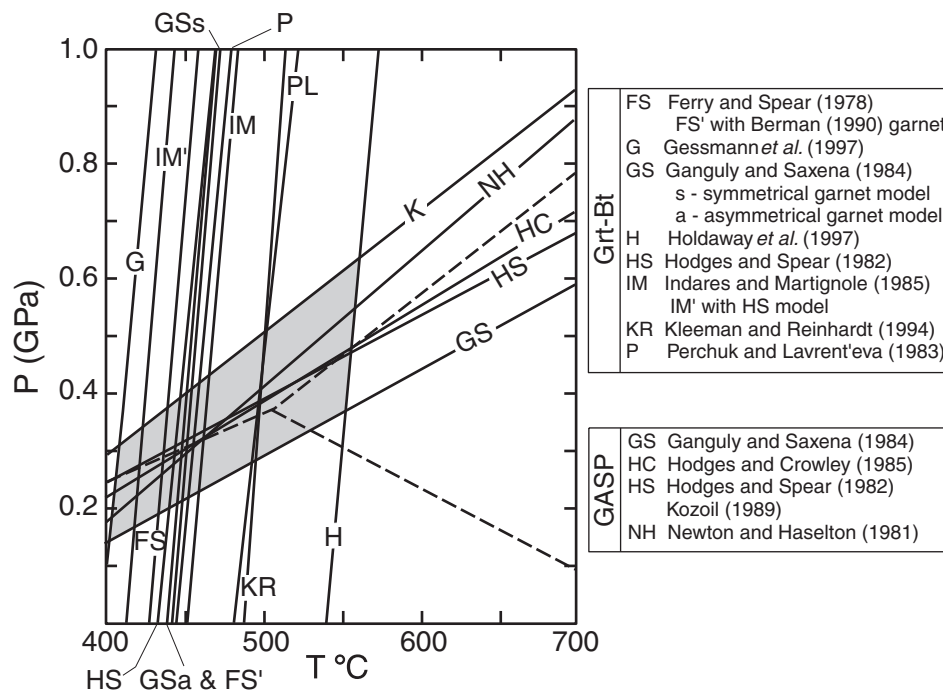 GSs P
1.0
PL
IM
IM'
0.8
NH
K
HC
G
0.6
HS
P (GPa)
GS
0.4
0.2
FS
H
KR
400 500 600 700
T °C
HS GSa & FS'
Grt-Bt
FS Ferry and Spear (1978)
FS' with Berman (1990) garnet
G Gessmann et al. (1997)
GS Ganguly and Saxena (1984)
s - symmetrical garnet model
a - asymmetrical garnet model
H Holdaway et al. (1997)
HS Hodges and Spear (1982)
IM Indares and Martignole (1985)
IM' with HS model
KR Kleeman and Reinhardt (1994)
P Perchuk and Lavrent'eva (1983)
GASP
GS Ganguly and Saxena (1984)
HC Hodges and Crowley (1985)
HS Hodges and Spear (1982)
Kozoil (1989)
NH Newton and Haselton (1981)